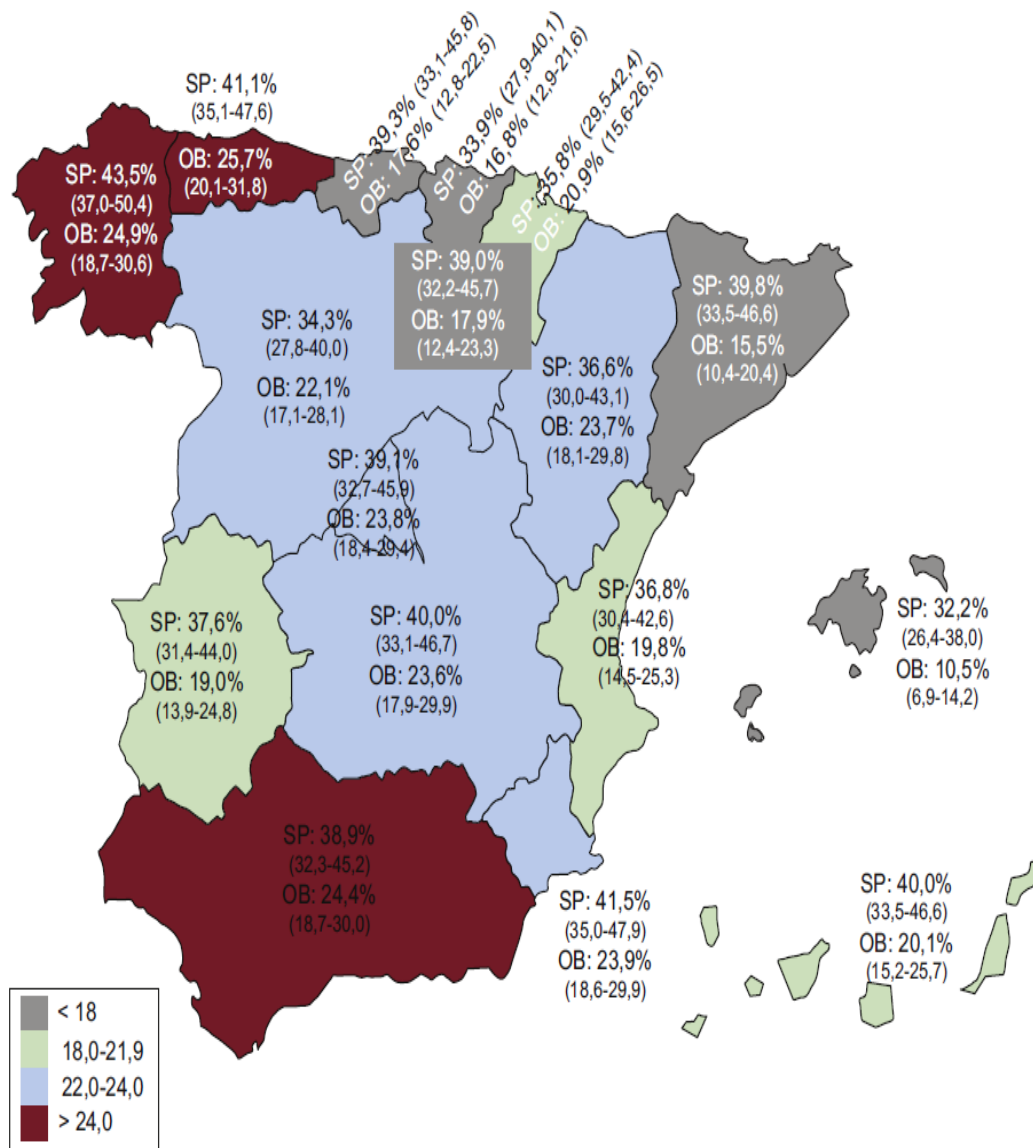 SP: 39,3% (33,1-45,8)
OB: 17,6% (12,8-22,5)
SP: 33,9% (27,9-40,1)
OB: 16,8% (12,9-21,6)
SP: 35,8% (29,5-42,4)
OB: 20,9% (15,6-26,5)
SP: 41,1%
(35,1-47,6)
OB: 25,7%
(20,1-31,8)
SP: 43,5%
(37,0-50,4)
OB: 24,9%
(18,7-30,6)
SP: 39,0%
(32,2-45,7)
OB: 17,9%
(12,4-23,3)
SP: 39,8%
(33,5-46,6)
OB: 15,5%
(10,4-20,4)
SP: 34,3%
(27,8-40,0)
OB: 22,1%
(17,1-28,1)
SP: 36,6%
(30,0-43,1)
OB: 23,7%
(18,1-29,8)
SP: 39,1%
(32,7-45,9)
OB: 23,8%
(18,4-29,4)
SP: 37,6%
(31,4-44,0)
OB: 19,0%
(13,9-24,8)
SP: 40,0%
(33,1-46,7)
OB: 23,6%
(17,9-29,9)
SP: 36,8%
(30,4-42,6)
OB: 19,8%
(14,5-25,3)
SP: 32,2%
(26,4-38,0)
OB: 10,5%
(6,9-14,2)
SP: 38,9%
(32,3-45,2)
OB: 24,4%
(18,7-30,0)
SP: 41,5%
(35,0-47,9)
OB: 23,9%
(18,6-29,9)
SP: 40,0%
(33,5-46,6)
OB: 20,1%
(15,2-25,7)
< 18
18,0-21,9
22,0-24,0
> 24,0